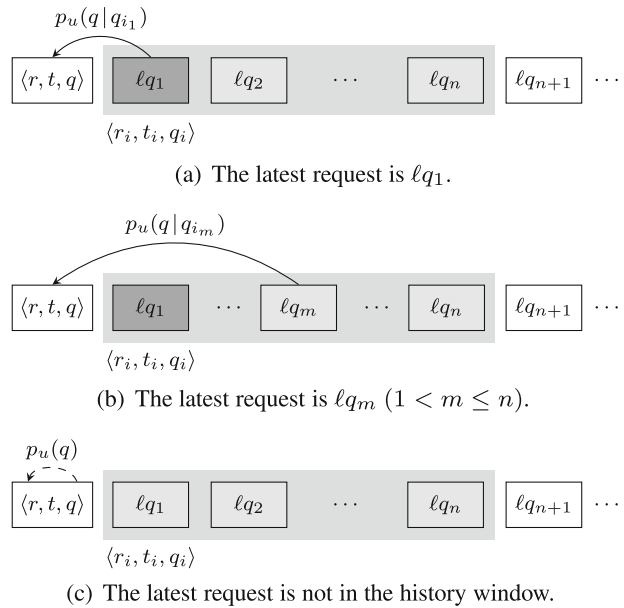 p_u(q | q_{i_1})
⟨r, t, q⟩ ℓq_1 ℓq_2 ⋯ ℓq_n ℓq_{n+1} ⋯
⟨r_i, t_i, q_i⟩
(a) The latest request is ℓq_1.
p_u(q | q_{i_m})
⟨r, t, q⟩ ℓq_1 ⋯ ℓq_m ⋯ ℓq_n ℓq_{n+1} ⋯
⟨r_i, t_i, q_i⟩
(b) The latest request is ℓq_m (1 < m ≤ n).
p_u(q)
⟨r, t, q⟩ ℓq_1 ℓq_2 ⋯ ℓq_n ℓq_{n+1} ⋯
⟨r_i, t_i, q_i⟩
(c) The latest request is not in the history window.